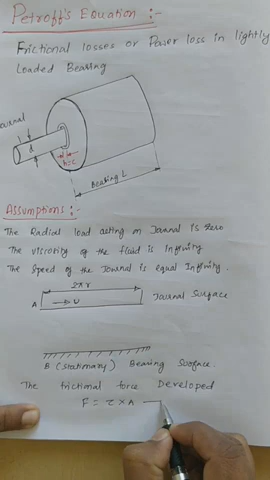 Petroff's Equation :-
Frictional losses or Power loss in lightly
Loaded Bearing
Journal
d
h=c
Bearing L
Assumptions:-
The Radial load acting on Journal is zero
The viscosity of the fluid is Infinity
The Speed of the Journal is equal Infinity.
2πr
A
U
Journal Surface
B (stationary) Bearing Surface.
The frictional force Developed
F = τ × A —